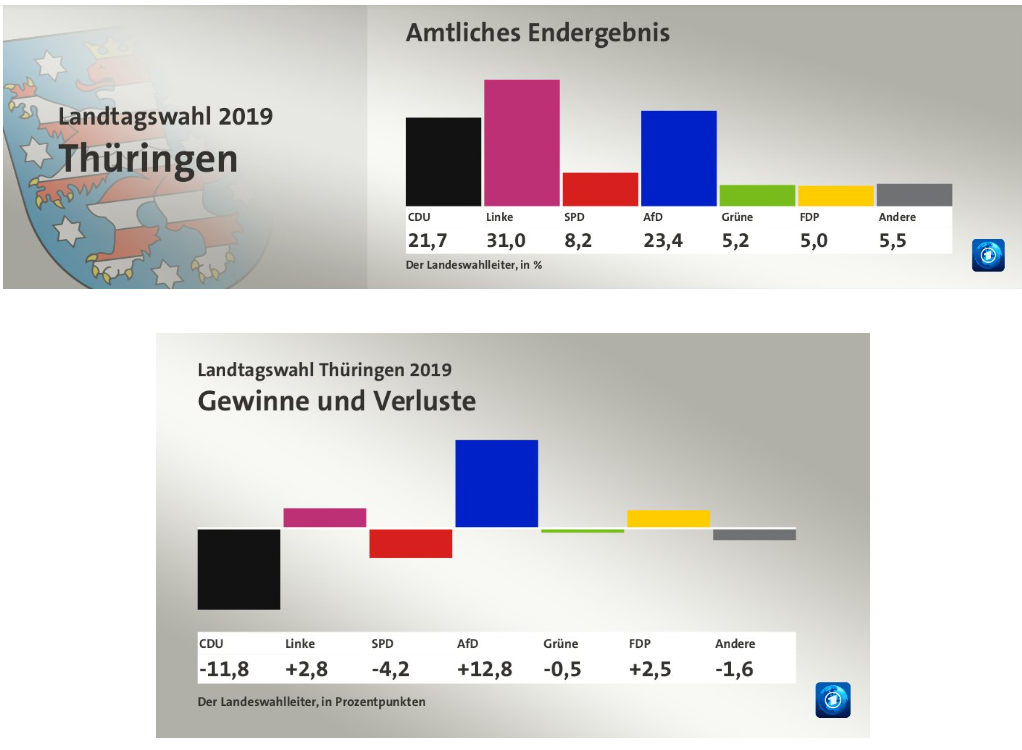 Landtagswahl 2019
Thüringen
Amtliches Endergebnis
CDU Linke SPD AfD Grüne FDP Andere
21,7 31,0 8,2 23,4 5,2 5,0 5,5
Der Landeswahlleiter, in %
Landtagswahl Thüringen 2019
Gewinne und Verluste
CDU Linke SPD AfD Grüne FDP Andere
-11,8 +2,8 -4,2 +12,8 -0,5 +2,5 -1,6
Der Landeswahlleiter, in Prozentpunkten